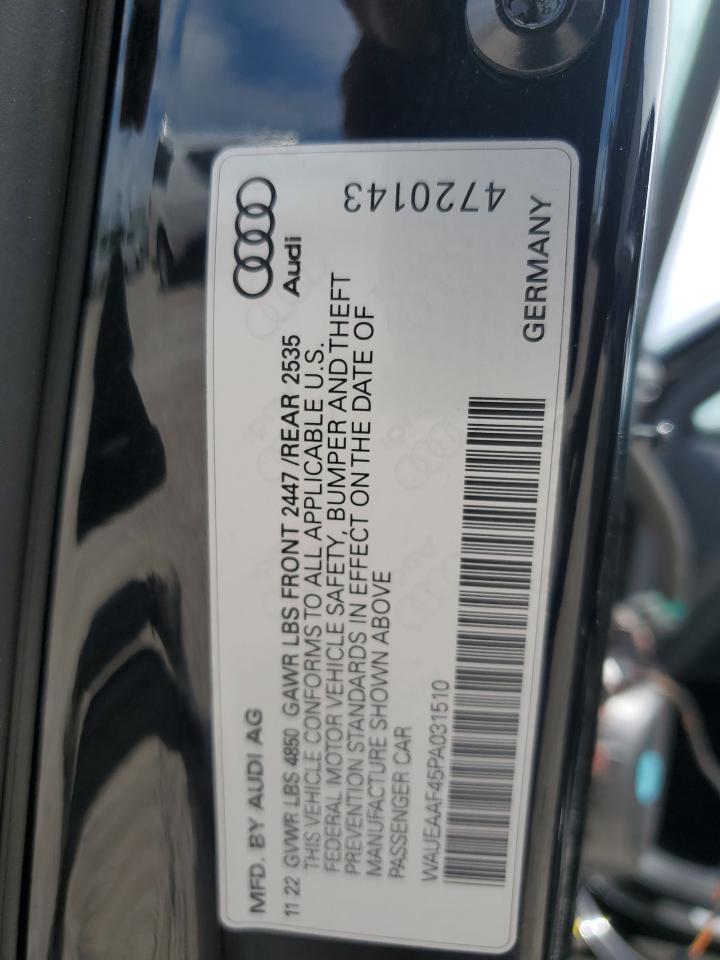 MFD. BY AUDI AG
Audi
11 22 GVWR LBS 4850 GAWR LBS FRONT 2447 /REAR 2535
THIS VEHICLE CONFORMS TO ALL APPLICABLE U.S.
FEDERAL MOTOR VEHICLE SAFETY, BUMPER AND THEFT
PREVENTION STANDARDS IN EFFECT ON THE DATE OF
MANUFACTURE SHOWN ABOVE
PASSENGER CAR
4720143
WAUEAAF45PA031510
GERMANY